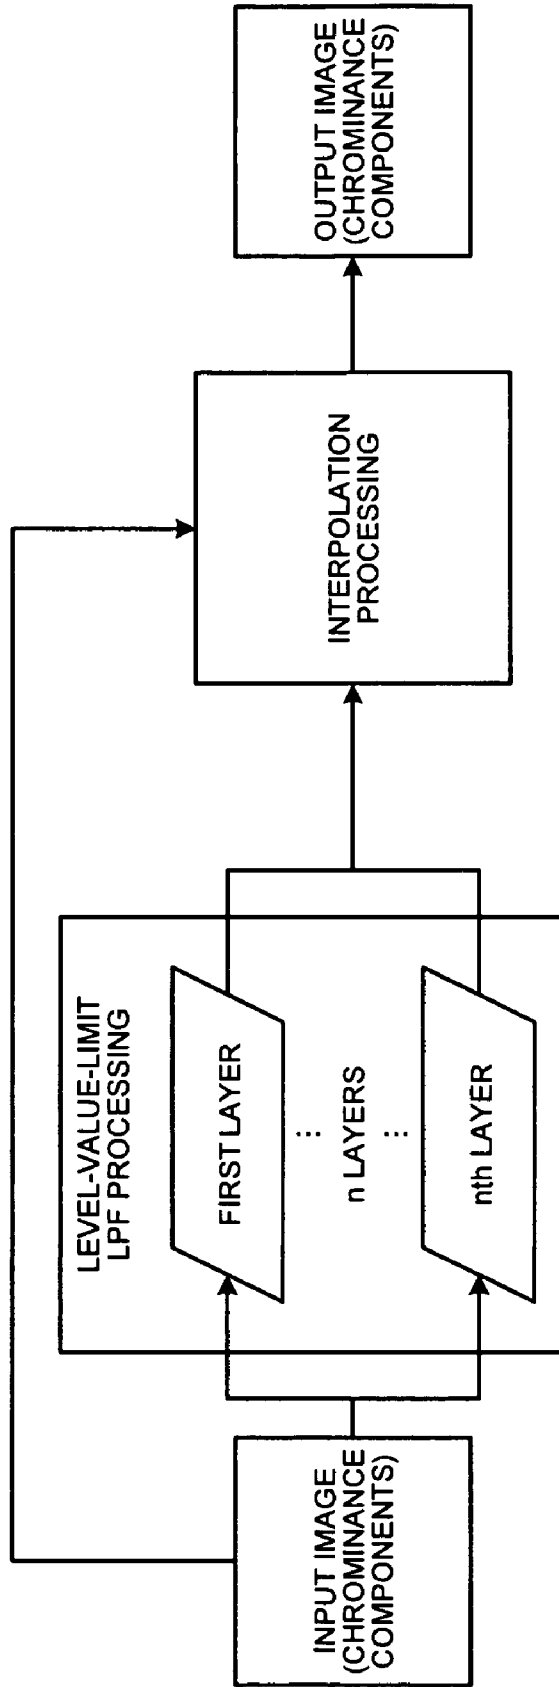 INPUT IMAGE
(CHROMINANCE
COMPONENTS)
LEVEL-VALUE-LIMIT
LPF PROCESSING
FIRST LAYER
...
n LAYERS
...
nth LAYER
INTERPOLATION
PROCESSING
OUTPUT IMAGE
(CHROMINANCE
COMPONENTS)